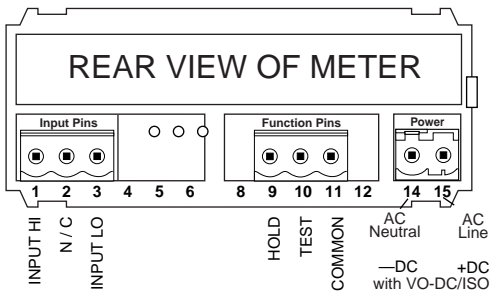 REAR VIEW OF METER
Input Pins
Function Pins
Power
1 2 3 4 5 6 8 9 10 11 12 14 15
INPUT HI
N / C
INPUT LO
HOLD
TEST
COMMON
AC
Neutral
AC
Line
—DC +DC
with VO-DC/ISO